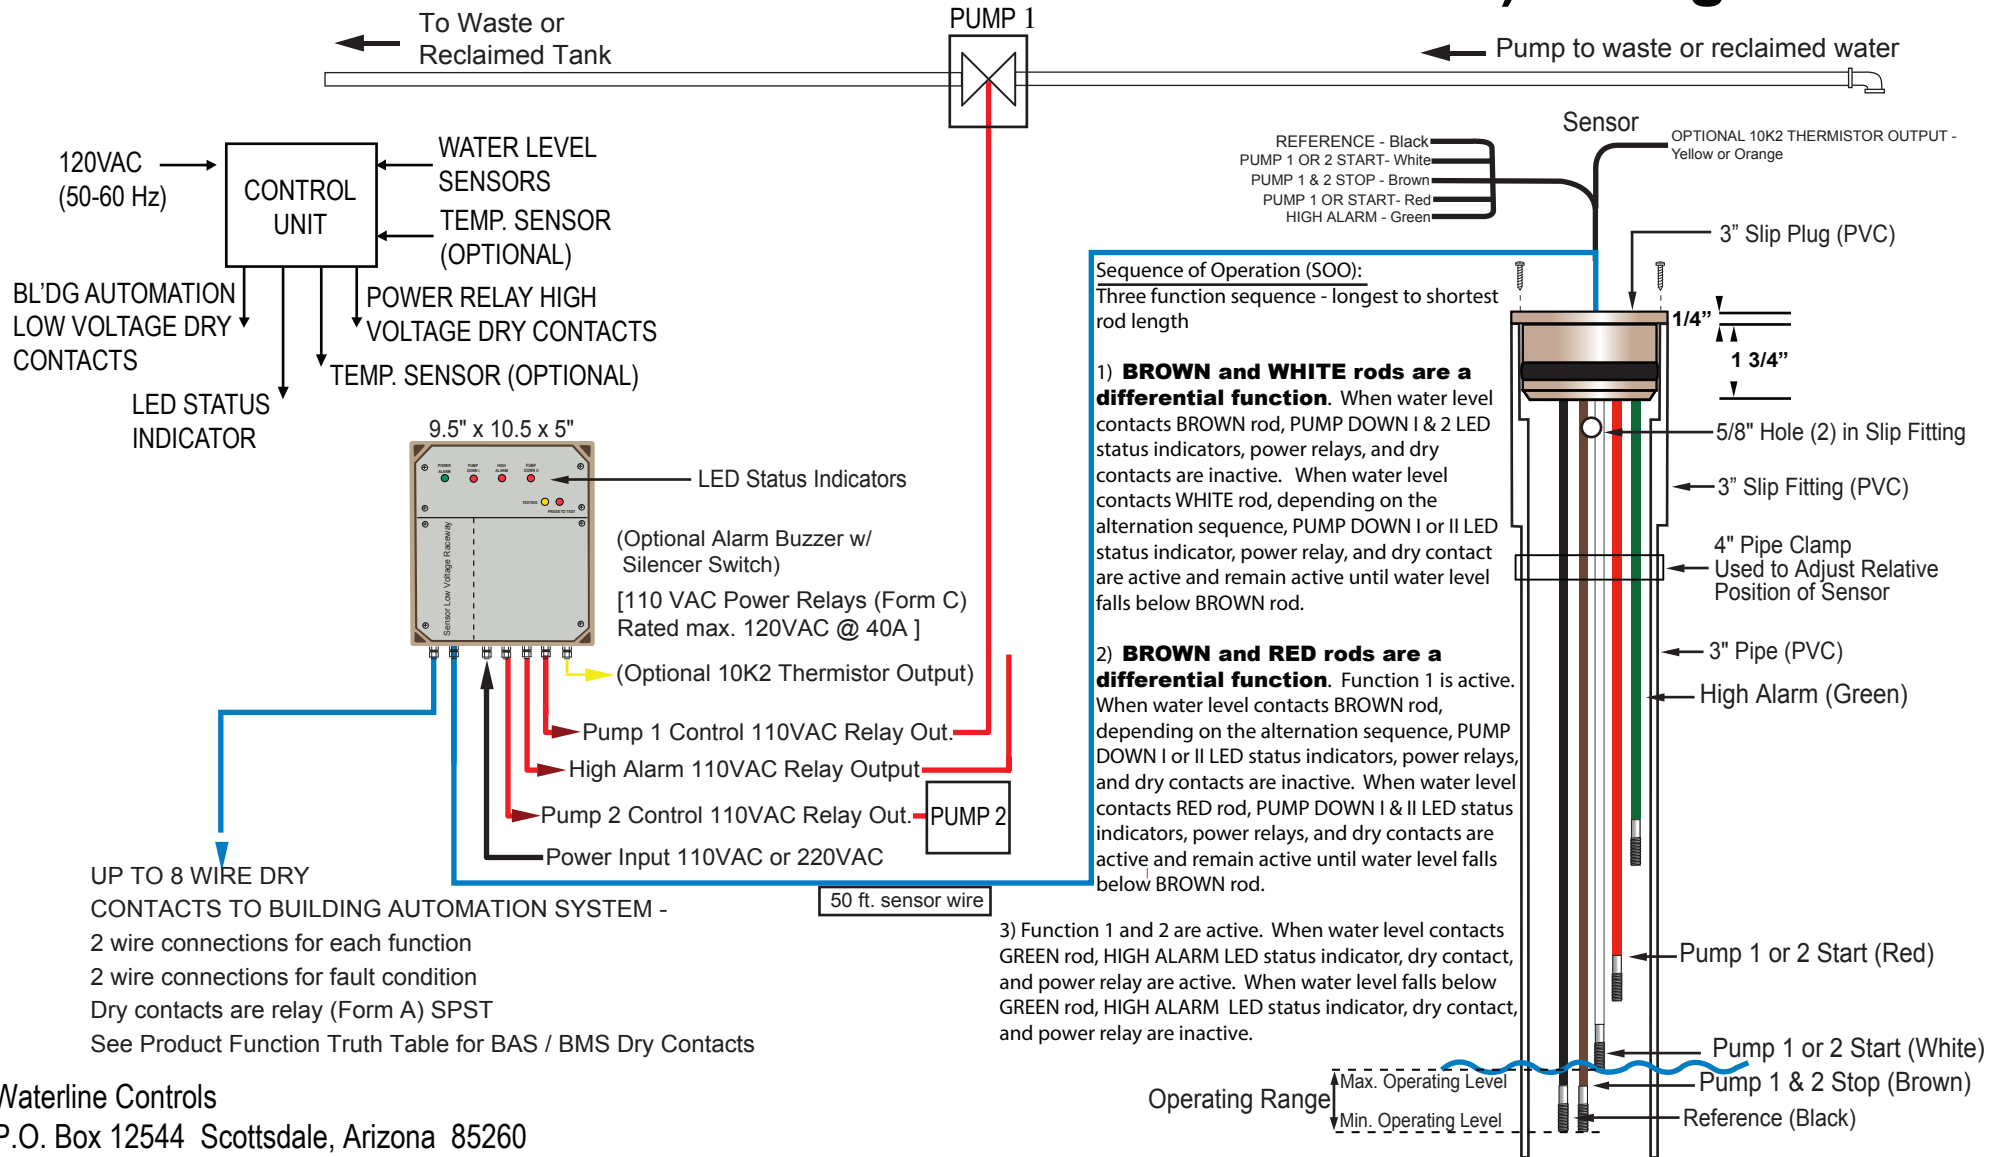 To Waste or
Reclaimed Tank
PUMP 1
Pump to waste or reclaimed water
120VAC
(50-60 Hz)
CONTROL
UNIT
WATER LEVEL
SENSORS
TEMP. SENSOR
(OPTIONAL)
BL'DG AUTOMATION
LOW VOLTAGE DRY
CONTACTS
POWER RELAY HIGH
VOLTAGE DRY CONTACTS
TEMP. SENSOR (OPTIONAL)
LED STATUS
INDICATOR
REFERENCE - Black
PUMP 1 OR 2 START- White
PUMP 1 & 2 STOP - Brown
PUMP 1 OR START- Red
HIGH ALARM - Green
Sensor
OPTIONAL 10K2 THERMISTOR OUTPUT -
Yellow or Orange
3” Slip Plug (PVC)
1/4”
1 3/4”
5/8" Hole (2) in Slip Fitting
3” Slip Fitting (PVC)
4" Pipe Clamp
Used to Adjust Relative
Position of Sensor
3" Pipe (PVC)
High Alarm (Green)
Pump 1 or 2 Start (Red)
Pump 1 or 2 Start (White)
Pump 1 & 2 Stop (Brown)
Reference (Black)
Sequence of Operation (SOO):
Three function sequence - longest to shortest
rod length
1) BROWN and WHITE rods are a
differential function. When water level
contacts BROWN rod, PUMP DOWN I & 2 LED
status indicators, power relays, and dry
contacts are inactive. When water level
contacts WHITE rod, depending on the
alternation sequence, PUMP DOWN I or II LED
status indicator, power relay, and dry contact
are active and remain active until water level
falls below BROWN rod.
2) BROWN and RED rods are a
differential function. Function 1 is active.
When water level contacts BROWN rod,
depending on the alternation sequence, PUMP
DOWN I or II LED status indicators, power relays,
and dry contacts are inactive. When water level
contacts RED rod, PUMP DOWN I & II LED status
indicators, power relays, and dry contacts are
active and remain active until water level falls
below BROWN rod.
3) Function 1 and 2 are active. When water level contacts
GREEN rod, HIGH ALARM LED status indicator, dry contact,
and power relay are active. When water level falls below
GREEN rod, HIGH ALARM LED status indicator, dry contact,
and power relay are inactive.
Operating Range
Max. Operating Level
Min. Operating Level
9.5" x 10.5 x 5"
POWER
ALARM
PUMP
DOWN I
HIGH
ALARM
PUMP
DOWN II
TESTING
PRESS TO TEST
Sensor Low Voltage Raceway
LED Status Indicators
(Optional Alarm Buzzer w/
Silencer Switch)
[110 VAC Power Relays (Form C)
Rated max. 120VAC @ 40A ]
(Optional 10K2 Thermistor Output)
Pump 1 Control 110VAC Relay Out.
High Alarm 110VAC Relay Output
Pump 2 Control 110VAC Relay Out.
PUMP 2
Power Input 110VAC or 220VAC
50 ft. sensor wire
UP TO 8 WIRE DRY
CONTACTS TO BUILDING AUTOMATION SYSTEM -
2 wire connections for each function
2 wire connections for fault condition
Dry contacts are relay (Form A) SPST
See Product Function Truth Table for BAS / BMS Dry Contacts
Waterline Controls
P.O. Box 12544 Scottsdale, Arizona 85260